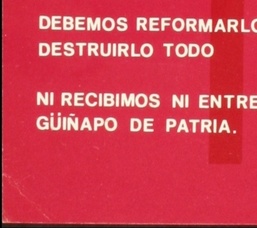 DEBEMOS REFORMARLO
DESTRUIRLO TODO
NI RECIBIMOS NI ENTRE
GÜIÑAPO DE PATRIA.